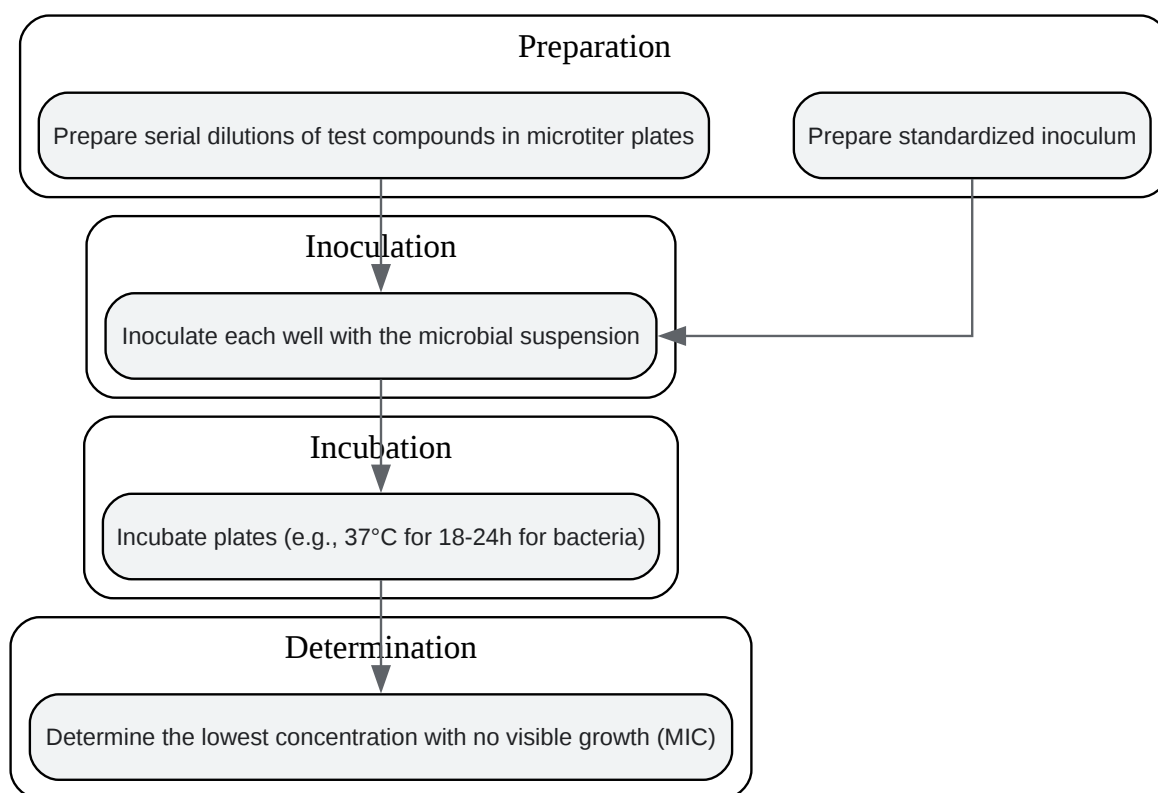 Preparation
Prepare serial dilutions of test compounds in microtiter plates
Prepare standardized inoculum
Inoculation
Inoculate each well with the microbial suspension
Incubation
Incubate plates (e.g., 37°C for 18-24h for bacteria)
Determination
Determine the lowest concentration with no visible growth (MIC)